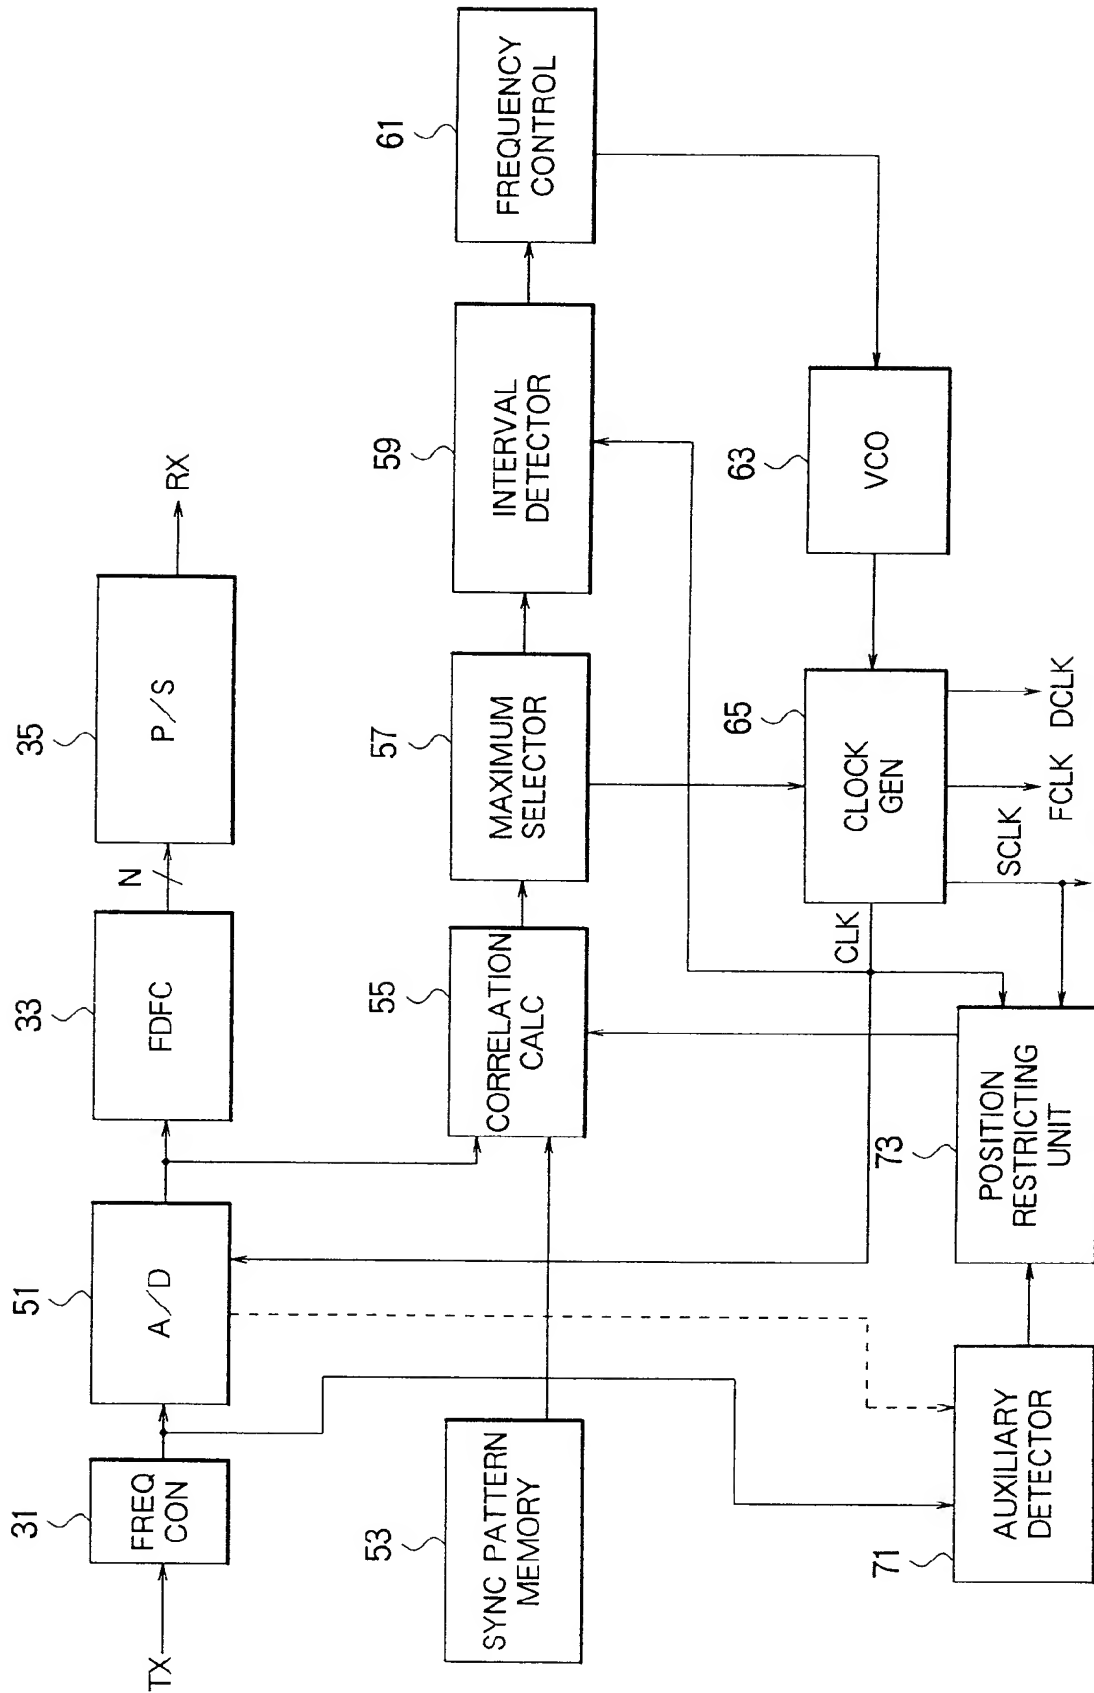 TX
31
FREQ
CON
51
A/D
33
FDFC
N
35
P/S
RX
53
SYNC PATTERN
MEMORY
55
CORRELATION
CALC
57
MAXIMUM
SELECTOR
59
INTERVAL
DETECTOR
61
FREQUENCY
CONTROL
71
AUXILIARY
DETECTOR
73
POSITION
RESTRICTING
UNIT
CLK
65
CLOCK
GEN
SCLK
FCLK
DCLK
63
VCO